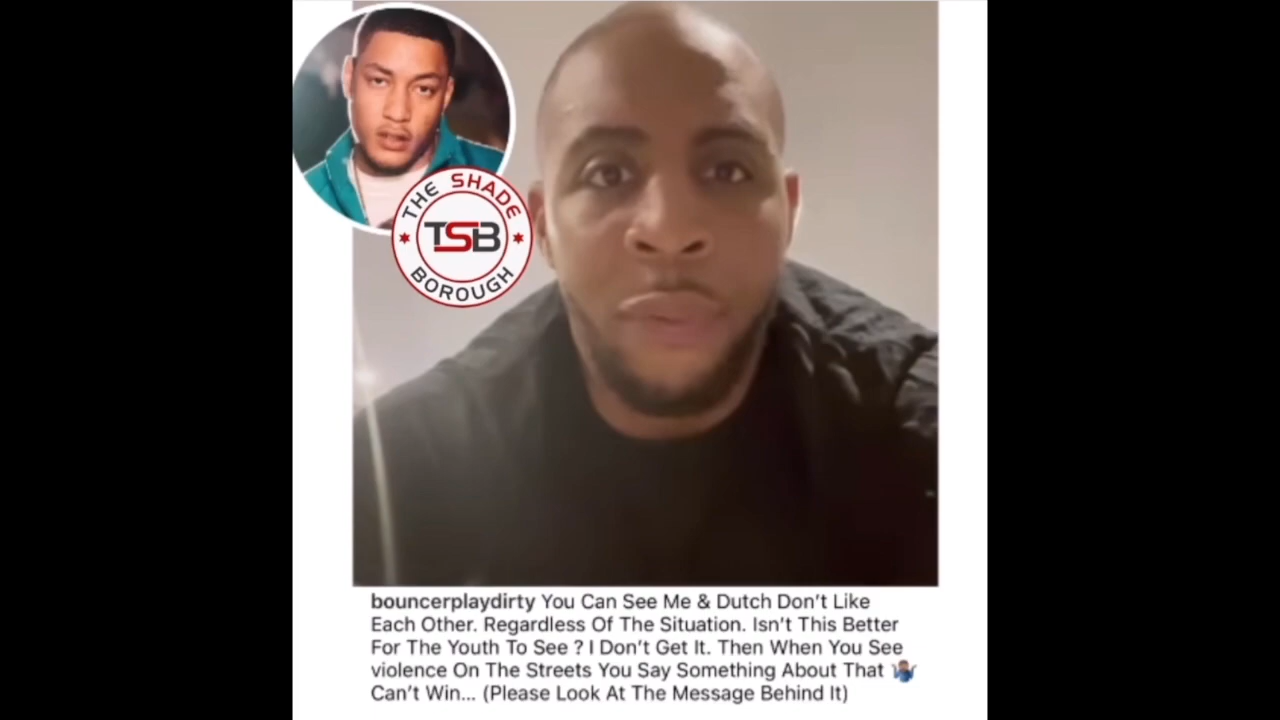 THE SHADE
TSB
BOROUGH
bouncerplaydirty You Can See Me & Dutch Don't Like
Each Other. Regardless Of The Situation. Isn't This Better
For The Youth To See ? I Don't Get It. Then When You See
violence On The Streets You Say Something About That 🤷🏽‍♂️
Can't Win... (Please Look At The Message Behind It)